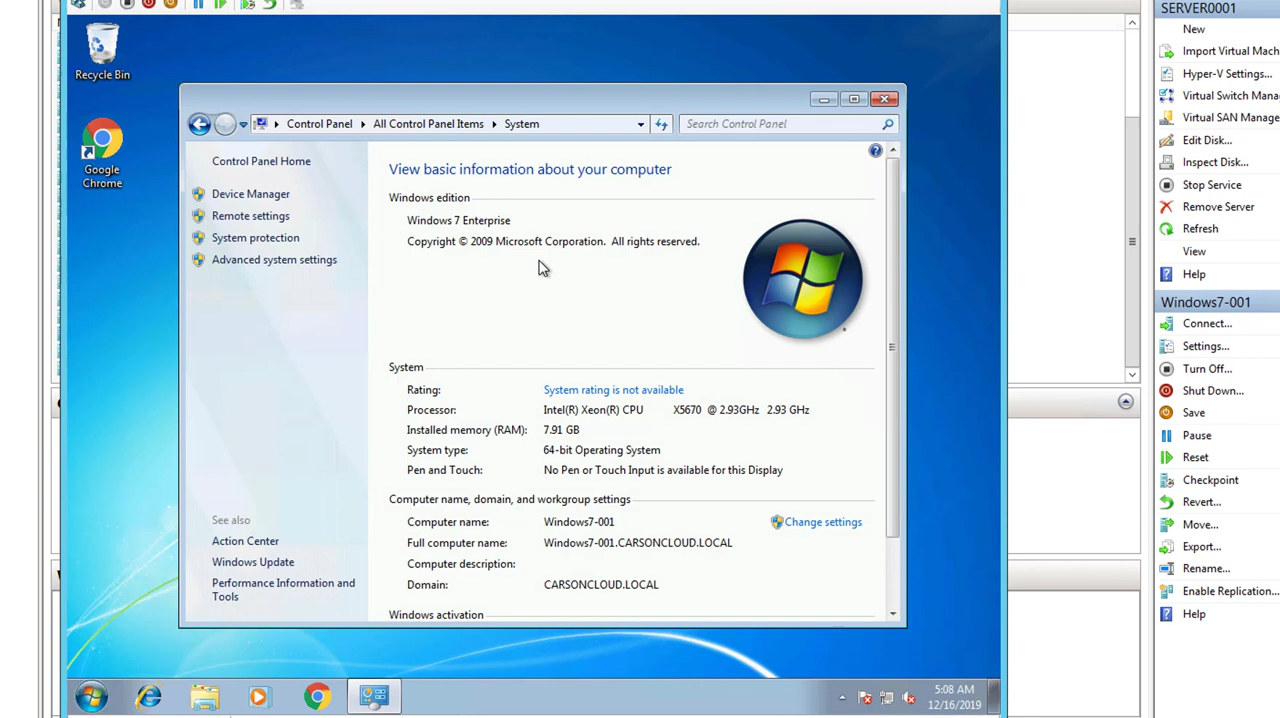 SERVER0001
New
Import Virtual Mach
Hyper-V Settings...
Virtual Switch Mana
Virtual SAN Manage
Edit Disk...
Inspect Disk...
Stop Service
Remove Server
Refresh
View
Help
Windows7-001
Connect...
Settings...
Turn Off...
Shut Down...
Save
Pause
Reset
Checkpoint
Revert...
Move...
Export...
Rename...
Enable Replication...
Help
Recycle Bin
Google
Chrome
Control Panel
All Control Panel Items
System
Search Control Panel
Control Panel Home
Device Manager
Remote settings
System protection
Advanced system settings
See also
Action Center
Windows Update
Performance Information and
Tools
View basic information about your computer
Windows edition
Windows 7 Enterprise
Copyright © 2009 Microsoft Corporation. All rights reserved.
System
Rating: System rating is not available
Processor: Intel(R) Xeon(R) CPU X5670 @ 2.93GHz 2.93 GHz
Installed memory (RAM): 7.91 GB
System type: 64-bit Operating System
Pen and Touch: No Pen or Touch Input is available for this Display
Computer name, domain, and workgroup settings
Computer name: Windows7-001
Change settings
Full computer name: Windows7-001.CARSONCLOUD.LOCAL
Computer description:
Domain: CARSONCLOUD.LOCAL
Windows activation
5:08 AM
12/16/2019